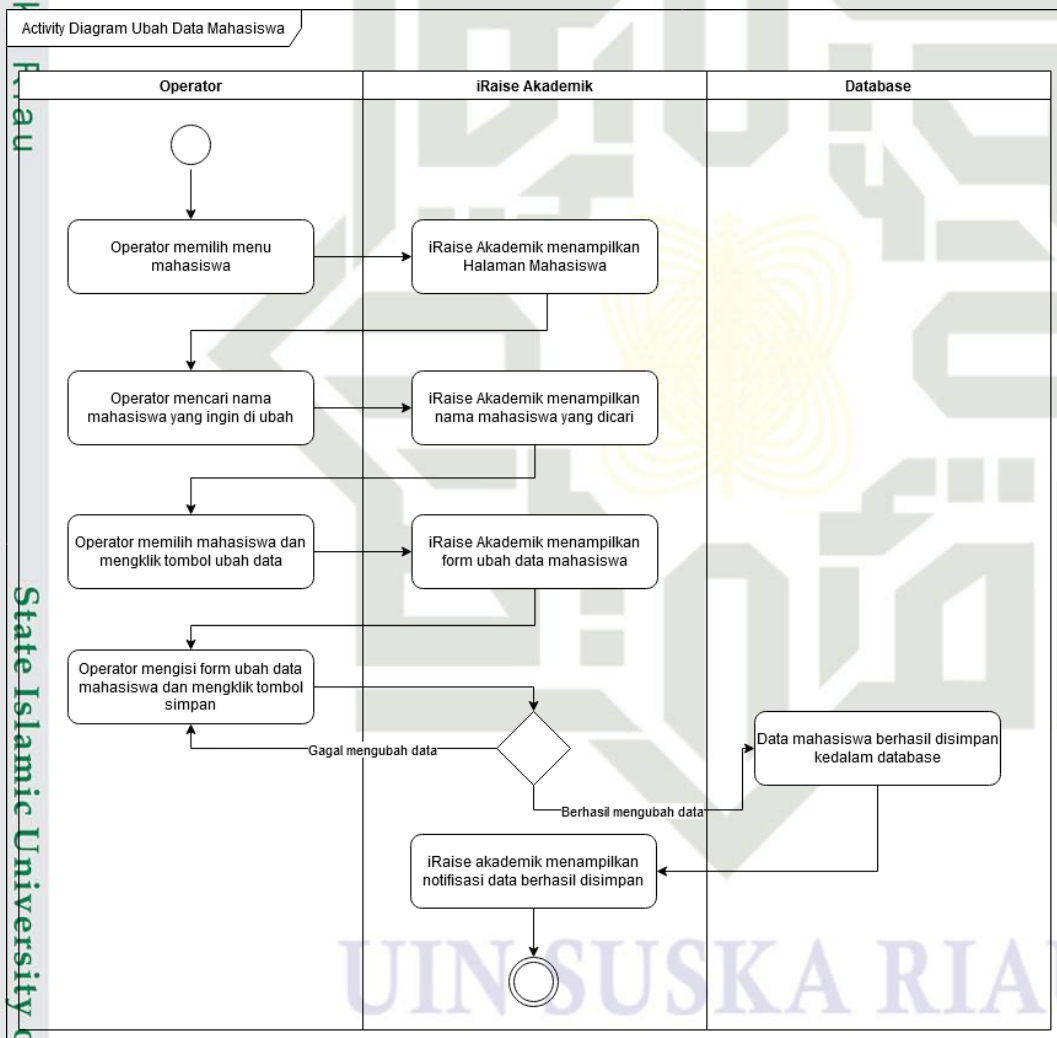 Activity Diagram Ubah Data Mahasiswa
Operator
iRaise Akademik
Database
Operator memilih menu
mahasiswa
iRaise Akademik menampilkan
Halaman Mahasiswa
Operator mencari nama
mahasiswa yang ingin di ubah
iRaise Akademik menampilkan
nama mahasiswa yang dicari
Operator memilih mahasiswa dan
mengklik tombol ubah data
iRaise Akademik menampilkan
form ubah data mahasiswa
Operator mengisi form ubah data
mahasiswa dan mengklik tombol
simpan
Gagal mengubah data
Berhasil mengubah data
Data mahasiswa berhasil disimpan
kedalam database
iRaise akademik menampilkan
notifisasi data berhasil disimpan
State Islamic University
UIN SUSKA RIAU